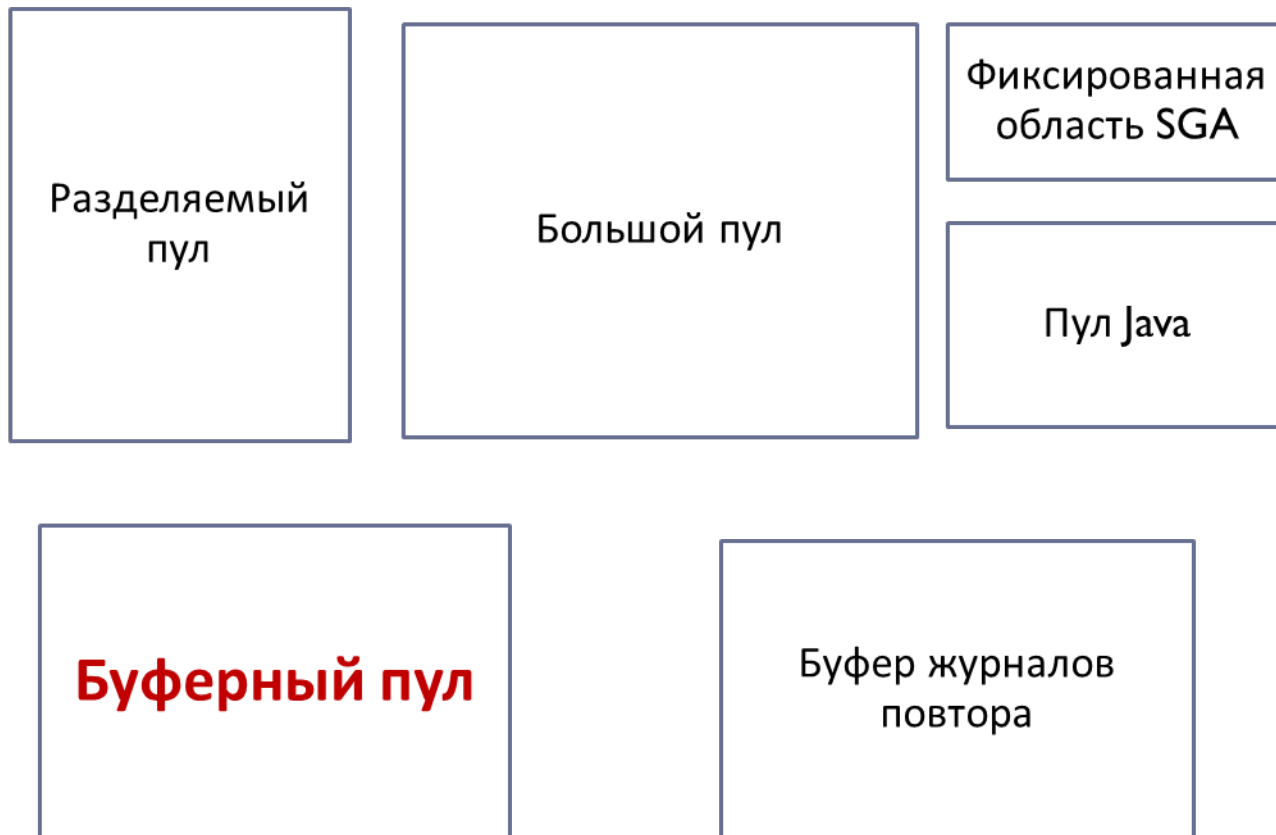 Разделяемый
пул
Большой пул
Фиксированная
область SGA
Пул Java
Буферный пул
Буфер журналов
повтора